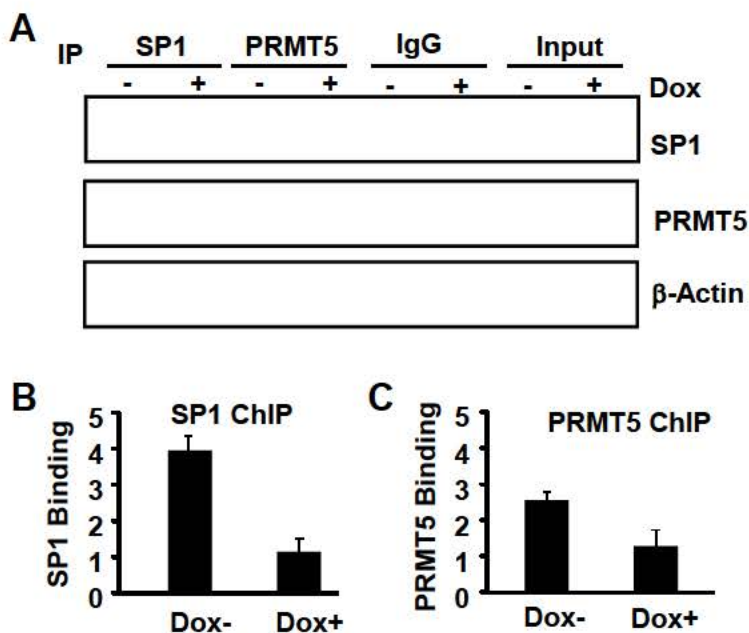 A
IP SP1 PRMT5 IgG Input
- + - + - + - + Dox
SP1
PRMT5
β-Actin
B
SP1 ChIP
SP1 Binding
5
4
3
2
1
0
Dox- Dox+
C
PRMT5 ChIP
PRMT5 Binding
5
4
3
2
1
0
Dox- Dox+